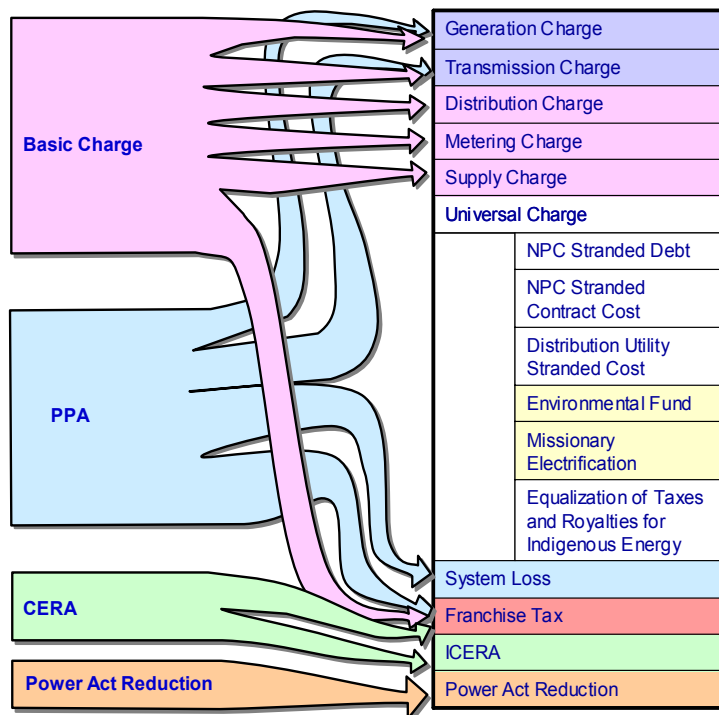 Basic Charge
PPA
CERA
Power Act Reduction
Generation Charge
Transmission Charge
Distribution Charge
Metering Charge
Supply Charge
Universal Charge
NPC Stranded Debt
NPC Stranded
Contract Cost
Distribution Utility
Stranded Cost
Environmental Fund
Missionary
Electrification
Equalization of Taxes
and Royalties for
Indigenous Energy
System Loss
Franchise Tax
ICERA
Power Act Reduction